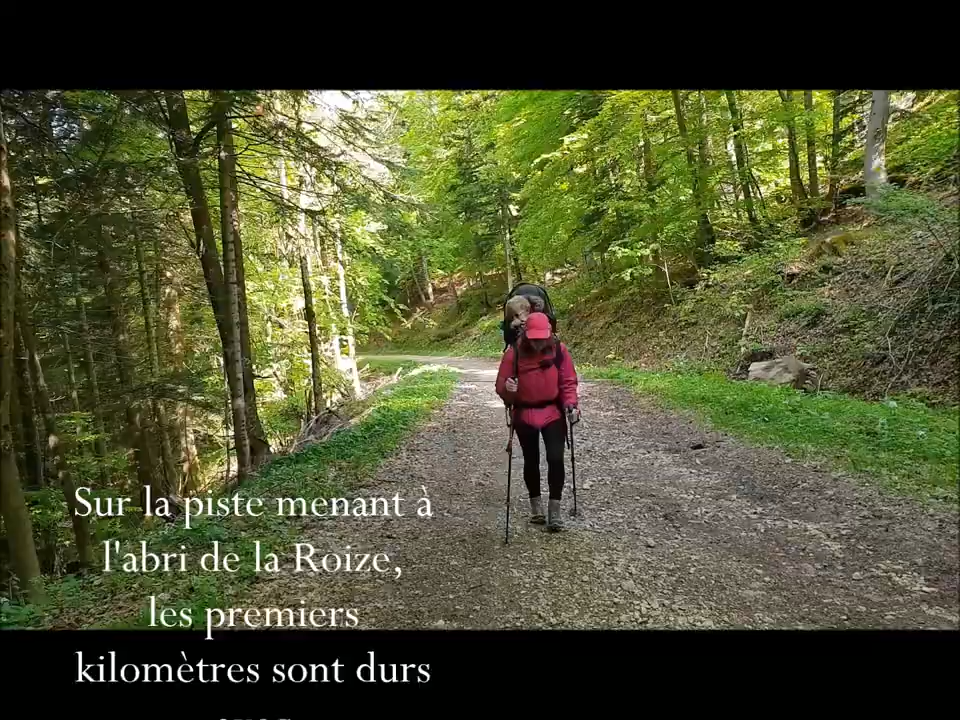 Sur la piste menant à
l'abri de la Roize,
les premiers
kilomètres sont durs